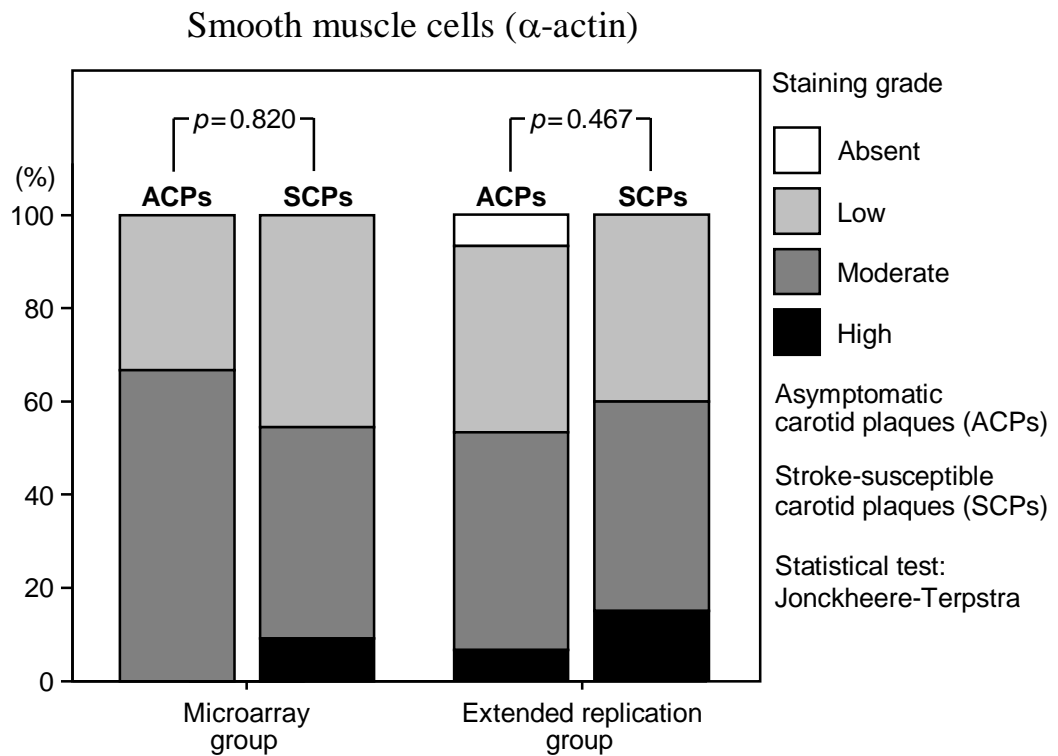 Smooth muscle cells (α-actin)
p=0.820
p=0.467
(%)
ACPs
SCPs
ACPs
SCPs
100
80
60
40
20
0
Microarray
group
Extended replication
group
Staining grade
Absent
Low
Moderate
High
Asymptomatic
carotid plaques (ACPs)
Stroke-susceptible
carotid plaques (SCPs)
Statistical test:
Jonckheere-Terpstra